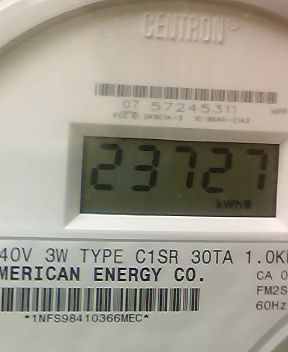 CENTRON®
07 57245311
23727
kWh
40V 3W TYPE C1SR 30TA 1.0K
MERICAN ENERGY CO.
CA 0
FM2S
60Hz
*1NFS98410366MEC*